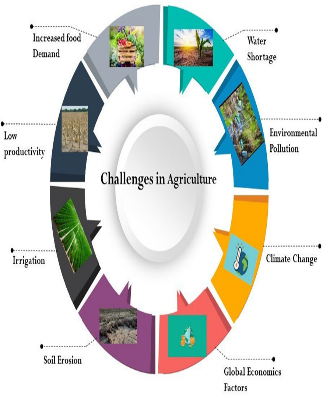 Increased food
Demand
Water
Shortage
Low
productivity
Environmental
Pollution
Challenges in Agriculture
Irrigation
Climate Change
Soil Erosion
Global Economics
Factors